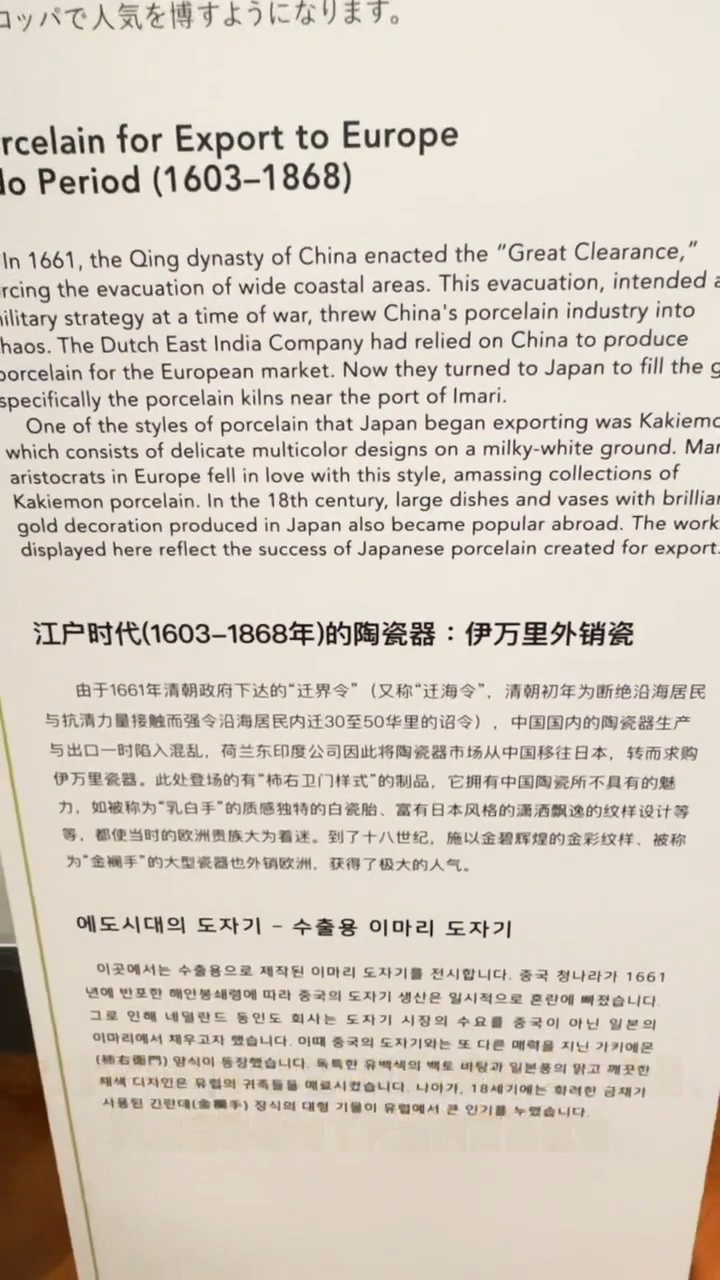 コッパで人気を博すようになります。
rcelain for Export to Europe
do Period (1603–1868)
In 1661, the Qing dynasty of China enacted the “Great Clearance,”
rcing the evacuation of wide coastal areas. This evacuation, intended a
ilitary strategy at a time of war, threw China's porcelain industry into
haos. The Dutch East India Company had relied on China to produce
porcelain for the European market. Now they turned to Japan to fill the g
specifically the porcelain kilns near the port of Imari.
One of the styles of porcelain that Japan began exporting was Kakiemo
which consists of delicate multicolor designs on a milky-white ground. Man
aristocrats in Europe fell in love with this style, amassing collections of
Kakiemon porcelain. In the 18th century, large dishes and vases with brillian
gold decoration produced in Japan also became popular abroad. The work
displayed here reflect the success of Japanese porcelain created for export.
江户时代(1603–1868年)的陶瓷器：伊万里外销瓷
由于1661年清朝政府下达的“迁界令”（又称“迁海令”，清朝初年为断绝沿海居民
与抗清力量接触而强令沿海居民内迁30至50华里的诏令），中国国内的陶瓷器生产
与出口一时陷入混乱，荷兰东印度公司因此将陶瓷器市场从中国移往日本，转而求购
伊万里瓷器。此处登场的有“柿右卫门样式”的制品，它拥有中国陶瓷所不具有的魅
力，如被称为“乳白手”的质感独特的白瓷胎、富有日本风格的潇洒飘逸的纹样设计等
等，都使当时的欧洲贵族大为着迷。到了十八世纪，施以金碧辉煌的金彩纹样、被称
为“金襕手”的大型瓷器也外销欧洲，获得了极大的人气。
에도시대의 도자기 – 수출용 이마리 도자기
이곳에서는 수출용으로 제작된 이마리 도자기를 전시합니다. 중국 청나라가 1661
년에 반포한 해안봉쇄령에 따라 중국의 도자기 생산은 일시적으로 혼란에 빠졌습니다.
그로 인해 네덜란드 동인도 회사는 도자기 시장의 수요를 중국이 아닌 일본의
이마리에서 채우고자 했습니다. 이때 중국의 도자기와는 또 다른 매력을 지닌 가키에몬
(柿右衛門) 양식이 등장했습니다. 독특한 유백색의 백토 바탕과 일본풍의 맑고 깨끗한
채색 디자인은 유럽의 귀족들을 매료시켰습니다. 나아가, 18세기에는 화려한 금채가
사용된 긴란데(金襴手) 장식의 대형 기물이 유럽에서 큰 인기를 누렸습니다.